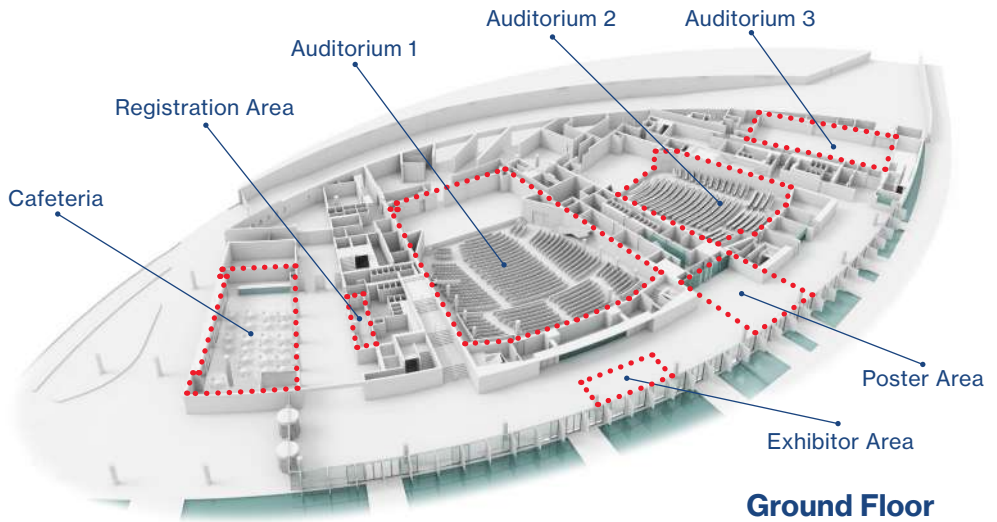 Auditorium 2
Auditorium 3
Auditorium 1
Registration Area
Cafeteria
Poster Area
Exhibitor Area
Ground Floor